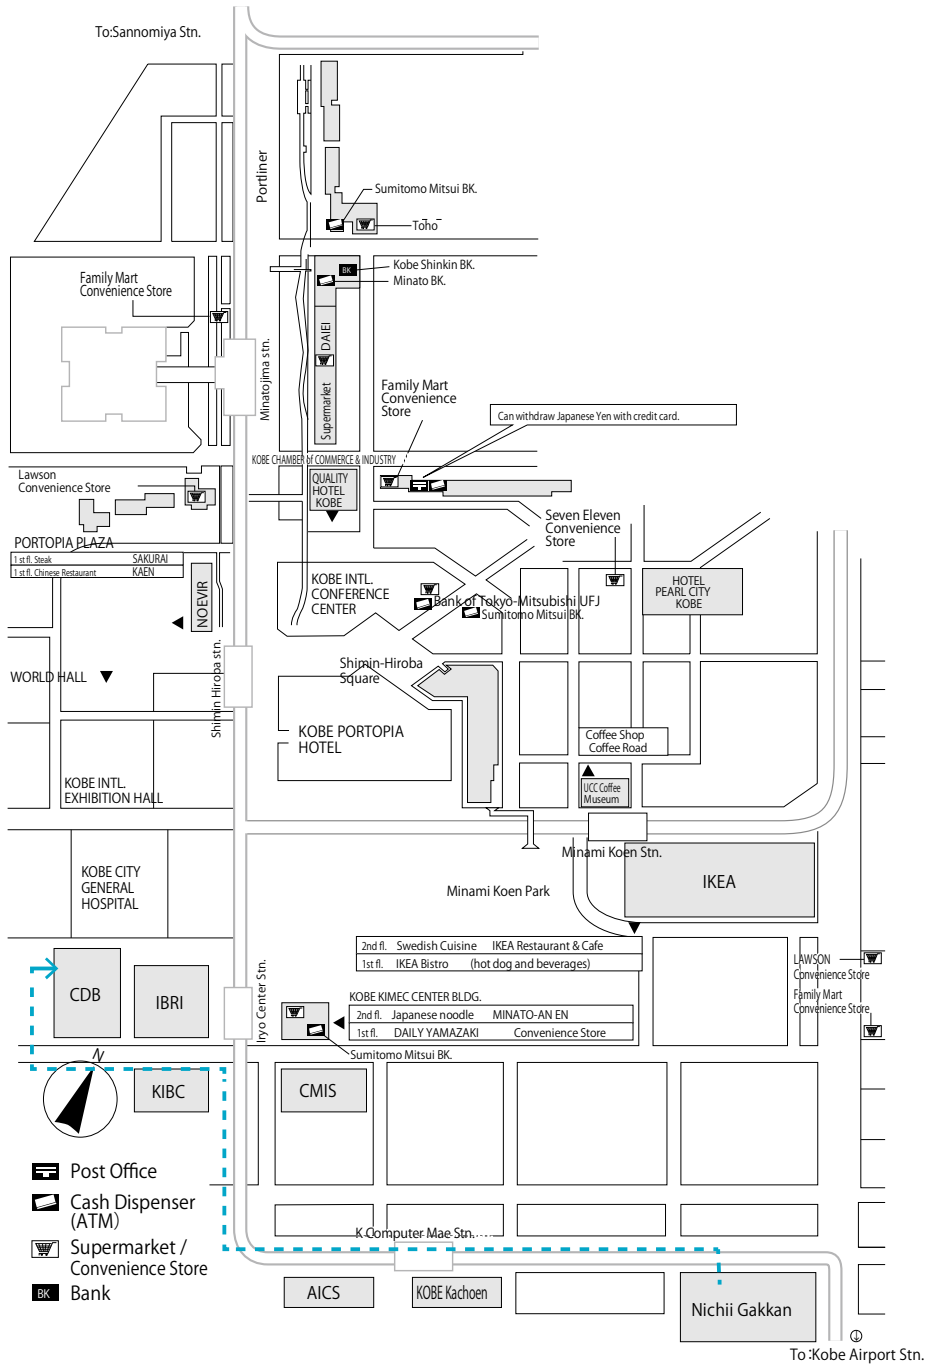 To:Sannomiya Stn.
Portliner
Sumitomo Mitsui BK.
Tōhō
BK
Kobe Shinkin BK.
Minato BK.
Family Mart
Convenience Store
Minatojima stn.
Supermarket DAIEI
Family Mart
Convenience
Store
Can withdraw Japanese Yen with credit card.
KOBE CHAMBER of COMMERCE & INDUSTRY
Lawson
Convenience Store
QUALITY
HOTEL
KOBE
Seven Eleven
Convenience
Store
PORTOPIA PLAZA
1 st fl. Steak SAKURAI
1 st fl. Chinese Restaurant KAEN
NOEVIR
KOBE INTL.
CONFERENCE
CENTER
Bank of Tokyo-Mitsubishi UFJ
Sumitomo Mitsui BK.
HOTEL
PEARL CITY
KOBE
Shimin Hiroba stn.
WORLD HALL
Shimin-Hiroba
Square
KOBE PORTOPIA
HOTEL
Coffee Shop
Coffee Road
UCC Coffee
Museum
KOBE INTL.
EXHIBITION HALL
Minami Koen Stn.
KOBE CITY
GENERAL
HOSPITAL
Minami Koen Park
IKEA
2nd fl. Swedish Cuisine IKEA Restaurant & Cafe
1st fl. IKEA Bistro (hot dog and beverages)
LAWSON
Convenience Store
Family Mart
Convenience Store
CDB
IBRI
Iryo Center Stn.
KOBE KIMEC CENTER BLDG.
2nd fl. Japanese noodle MINATO-AN EN
1st fl. DAILY YAMAZAKI Convenience Store
Sumitomo Mitsui BK.
N
KIBC
CMIS
Post Office
Cash Dispenser
(ATM)
Supermarket /
Convenience Store
BK Bank
K Computer Mae Stn.
AICS
KOBE Kachoen
Nichii Gakkan
To:Kobe Airport Stn.